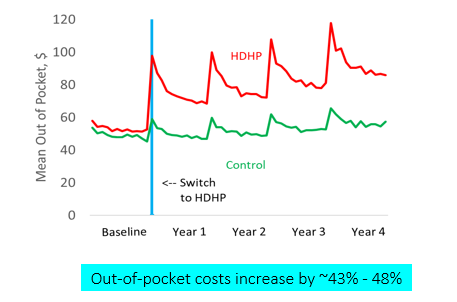 Mean Out of Pocket, $
120
100
80
60
40
20
0
HDHP
Control
<-- Switch
to HDHP
Baseline Year 1 Year 2 Year 3 Year 4
Out-of-pocket costs increase by ~43% - 48%